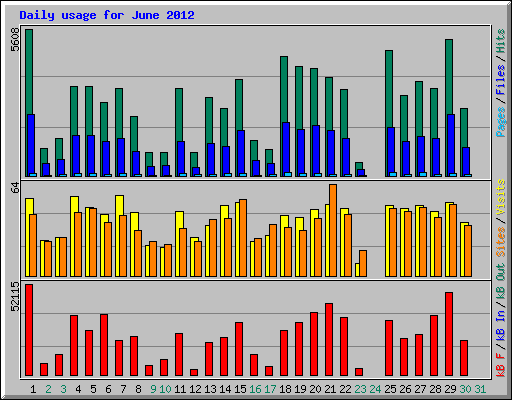 Daily usage for June 2012
5608
64
52115
Pages / Files / Hits
Sites / Visits
kB F / kB In / kB Out
1 2 3 4 5 6 7 8 9 10 11 12 13 14 15 16 17 18 19 20 21 22 23 24 25 26 27 28 29 30 31